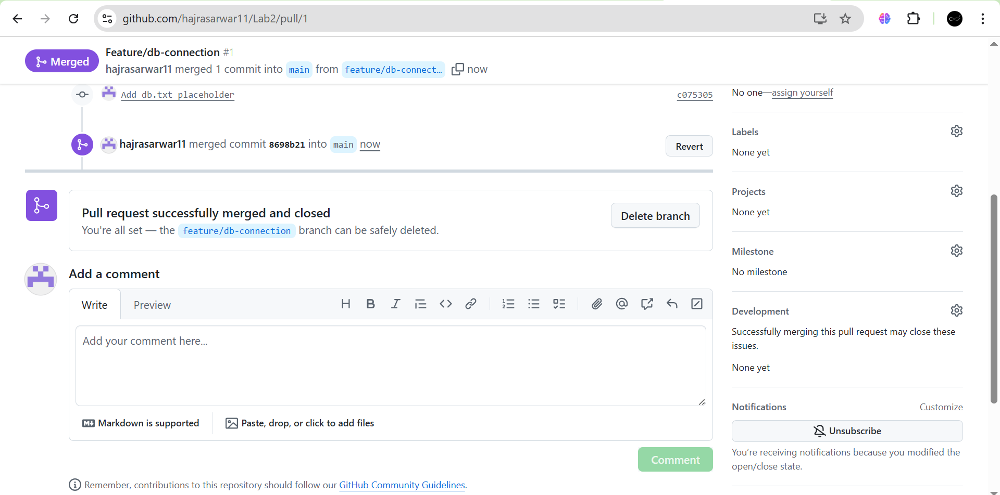 github.com/hajrasarwar11/Lab2/pull/1
Merged
Feature/db-connection #1
hajrasarwar11 merged 1 commit into main from feature/db-connect… now
Add db.txt placeholder
c075305
hajrasarwar11 merged commit 8698b21 into main now
Revert
Pull request successfully merged and closed
You're all set — the feature/db-connection branch can be safely deleted.
Delete branch
Add a comment
Write
Preview
Add your comment here...
Markdown is supported
Paste, drop, or click to add files
Comment
Remember, contributions to this repository should follow our GitHub Community Guidelines.
No one—assign yourself
Labels
None yet
Projects
None yet
Milestone
No milestone
Development
Successfully merging this pull request may close these
issues.
None yet
Notifications
Customize
Unsubscribe
You’re receiving notifications because you modified the
open/close state.